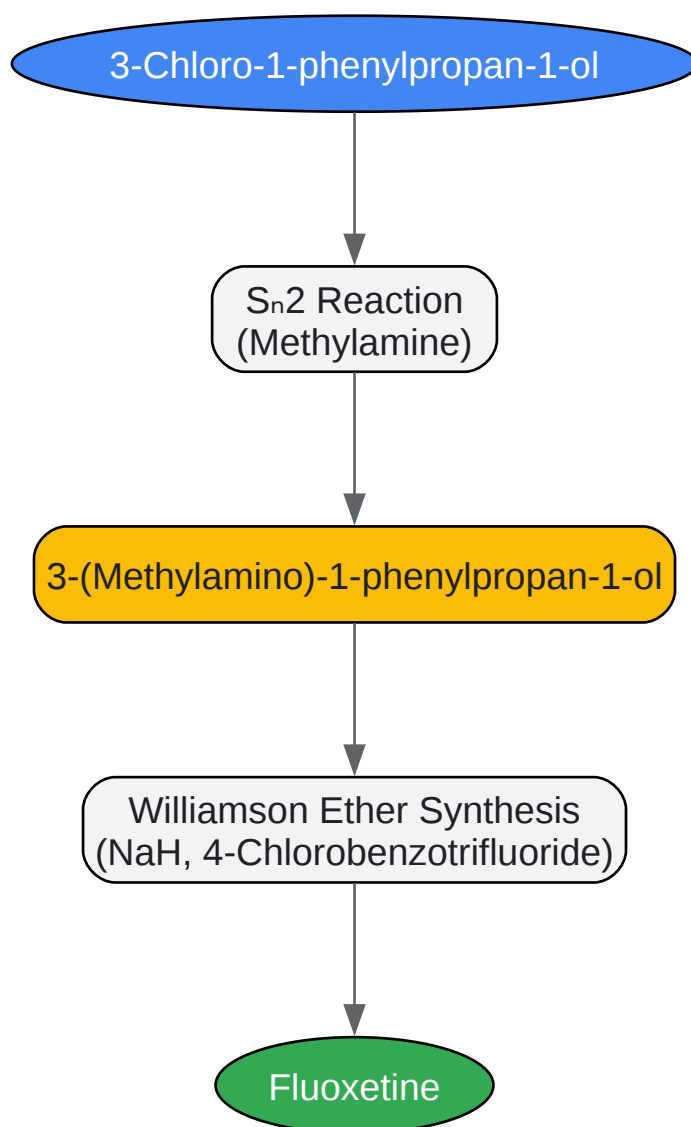 3-Chloro-1-phenylpropan-1-ol
Sₙ2 Reaction
(Methylamine)
3-(Methylamino)-1-phenylpropan-1-ol
Williamson Ether Synthesis
(NaH, 4-Chlorobenzotrifluoride)
Fluoxetine